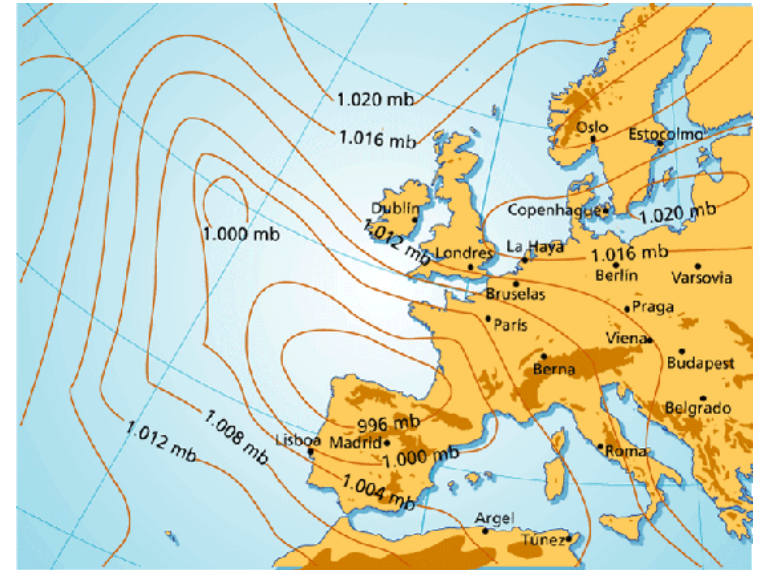 1.020 mb
1.016 mb
Oslo
Estocolmo
Dublín
Copenhague
1.020 mb
1.000 mb
1.012 mb
Londres
La Haya
1.016 mb
Berlín
Varsovia
Bruselas
París
Praga
Viena
Berna
Budapest
Belgrado
996 mb
1.012 mb
1.008 mb
Lisboa
Madrid
1.000 mb
Roma
1.004 mb
Argel
Túnez